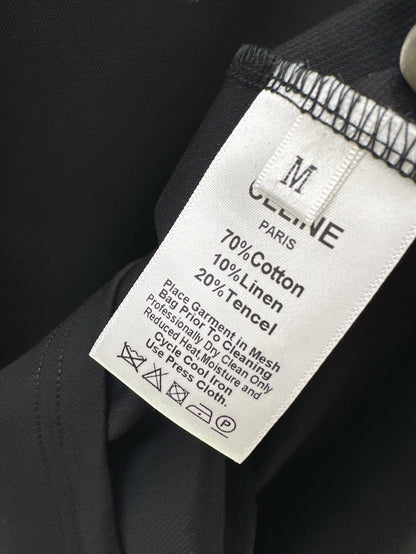 M
CELINE
PARIS
70%Cotton
10%Linen
20%Tencel
Place Garment in Mesh
Bag Prior To Cleaning
Professionally Dry Clean Only
Reduced Heat,Moisture and
Cycle Cool Iron
Use Press Cloth.
P